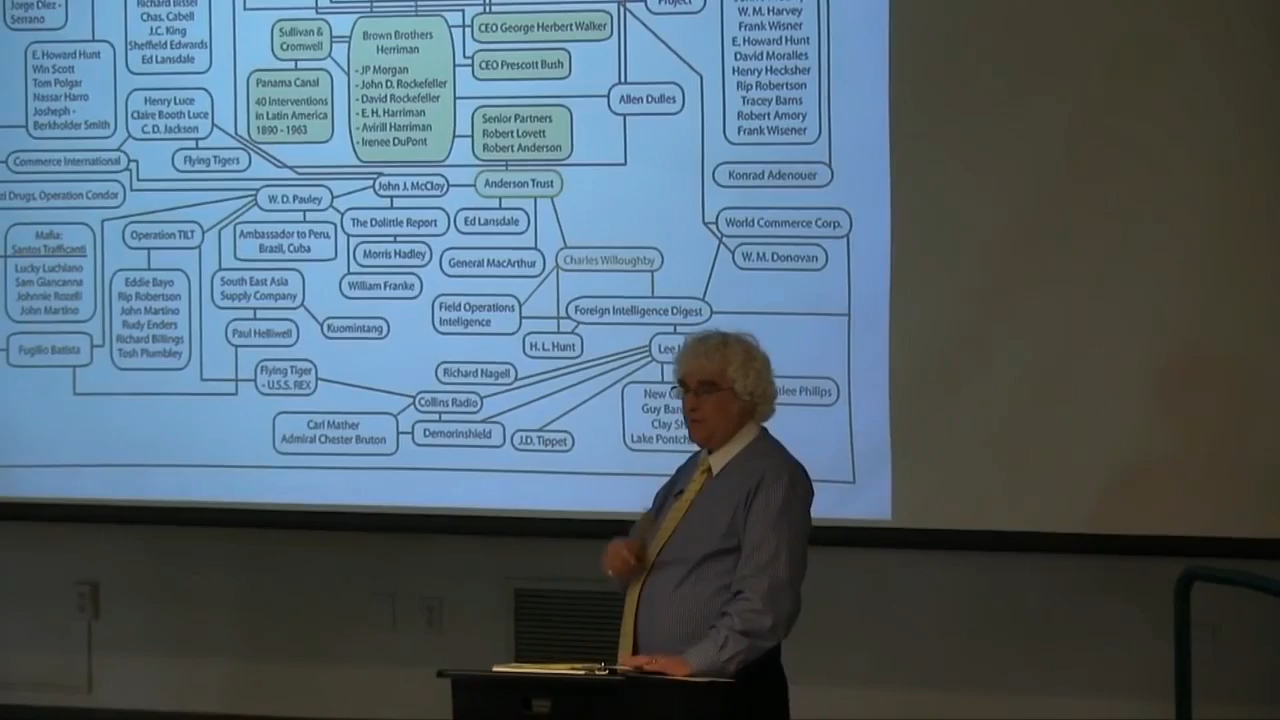 Jorge Diez -
Serrano
E. Howard Hunt
Win Scott
Tom Polgar
Nassar Harro
Josheph -
Berkholder Smith
Richard Bissel
Chas. Cabell
J.C. King
Sheffield Edwards
Ed Lansdale
Henry Luce
Claire Booth Luce
C. D. Jackson
Flying Tigers
Commerce International
Drugs, Operation Condor
Mafia:
Santos Trafficanti
Lucky Luchiano
Sam Giancanna
Johnnie Rozelli
John Martino
Fugilio Batista
Operation TILT
Eddie Bayo
Rip Robertson
John Martino
Rudy Enders
Richard Billings
Tosh Plumbley
Sullivan &
Cromwell
Panama Canal
40 Interventions
in Latin America
1890 - 1963
Brown Brothers
Herriman
- JP Morgan
- John D. Rockefeller
- David Rockefeller
- E. H. Harriman
- Avirill Harriman
- Irenee DuPont
CEO George Herbert Walker
CEO Prescott Bush
Senior Partners
Robert Lovett
Robert Anderson
Anderson Trust
Allen Dulles
Project
W. M. Harvey
Frank Wisner
E. Howard Hunt
David Moralles
Henry Hecksher
Rip Robertson
Tracey Barns
Robert Amory
Frank Wisener
Konrad Adenouer
World Commerce Corp.
W. M. Donovan
W. D. Pauley
John J. McCloy
Ambassador to Peru,
Brazil, Cuba
The Dolittle Report
Morris Hadley
William Franke
Ed Lansdale
General MacArthur
Charles Willoughby
Field Operations
Inteligence
Foreign Intelligence Digest
H. L. Hunt
South East Asia
Supply Company
Paul Helliwell
Kuomintang
Flying Tiger
- U.S.S. REX
Richard Nagell
Collins Radio
Carl Mather
Admiral Chester Bruton
Demorinshield
J.D. Tippet
Lee
New
Guy
Clay
Lake
Philips